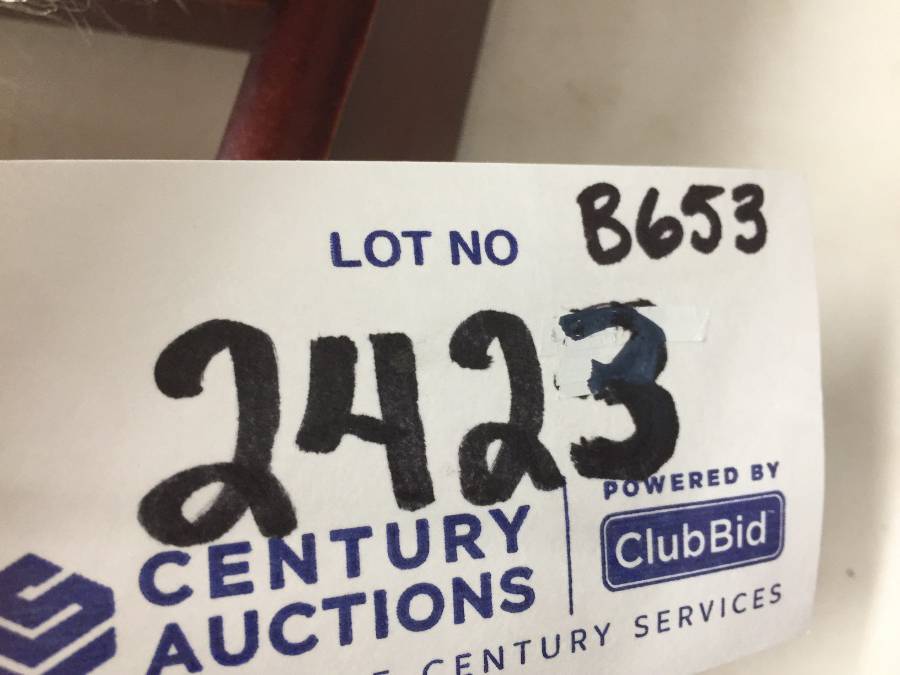 LOT NO B653
2423
CENTURY
AUCTIONS
POWERED BY
ClubBid
CENTURY SERVICES